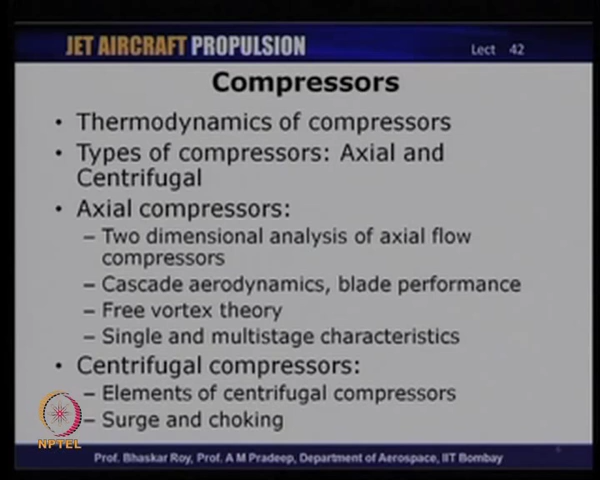 JET AIRCRAFT PROPULSION Lect 42
Compressors
• Thermodynamics of compressors
• Types of compressors: Axial and
Centrifugal
• Axial compressors:
– Two dimensional analysis of axial flow
compressors
– Cascade aerodynamics, blade performance
– Free vortex theory
– Single and multistage characteristics
• Centrifugal compressors:
– Elements of centrifugal compressors
– Surge and choking
NPTEL
Prof. Bhaskar Roy, Prof. A M Pradeep, Department of Aerospace, IIT Bombay